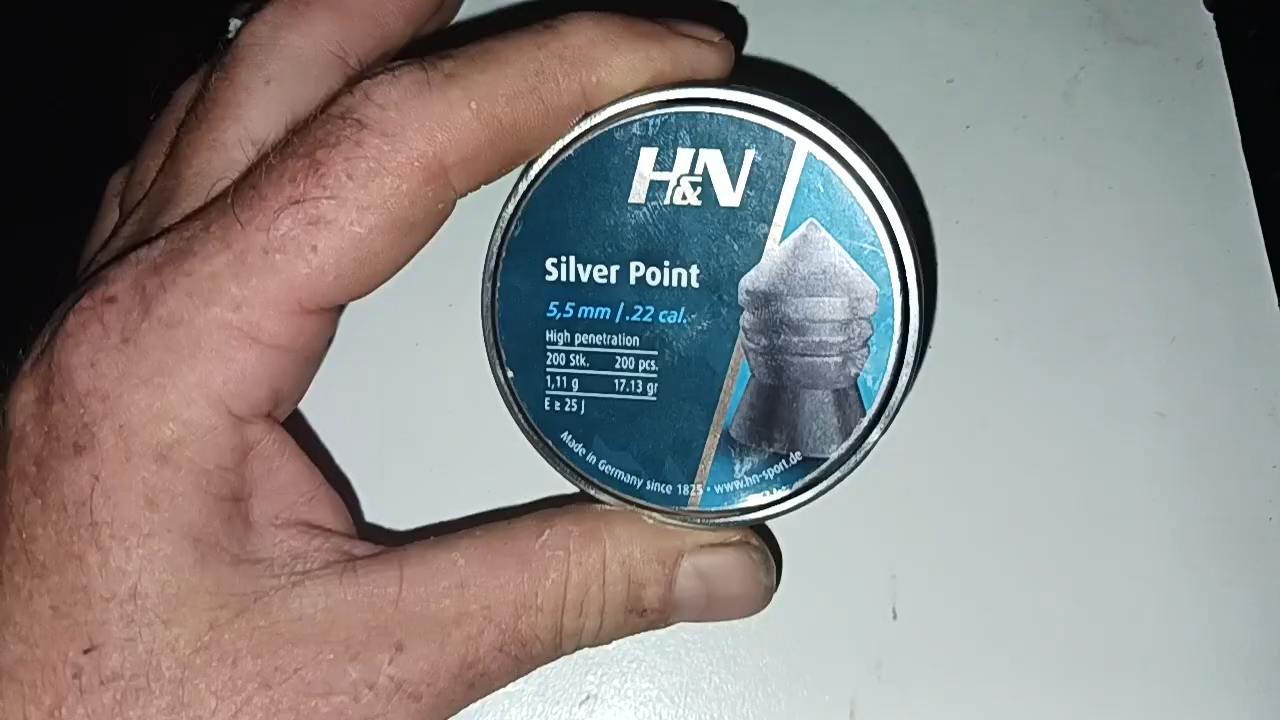 H&N
Silver Point
5,5 mm / .22 cal.
High penetration
200 Stk. 200 pcs.
1,11 g 17.13 gr
E ≥ 25 J
Made in Germany since 1825 • www.hn-sport.de